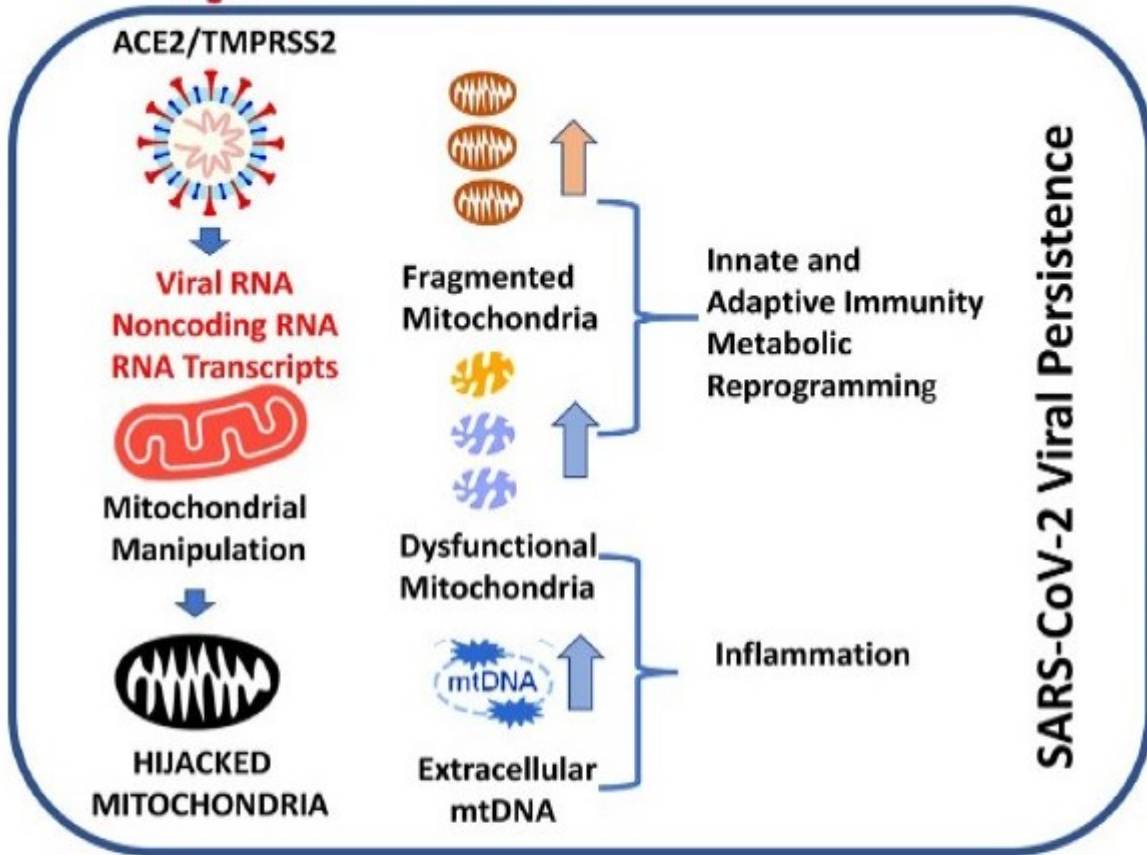 ACE2/TMPRSS2
Viral RNA
Noncoding RNA
RNA Transcripts
Mitochondrial
Manipulation
HIJACKED
MITOCHONDRIA
Fragmented
Mitochondria
Dysfunctional
Mitochondria
mtDNA
Extracellular
mtDNA
Innate and
Adaptive Immunity
Metabolic
Reprogramming
Inflammation
SARS-CoV-2 Viral Persistence